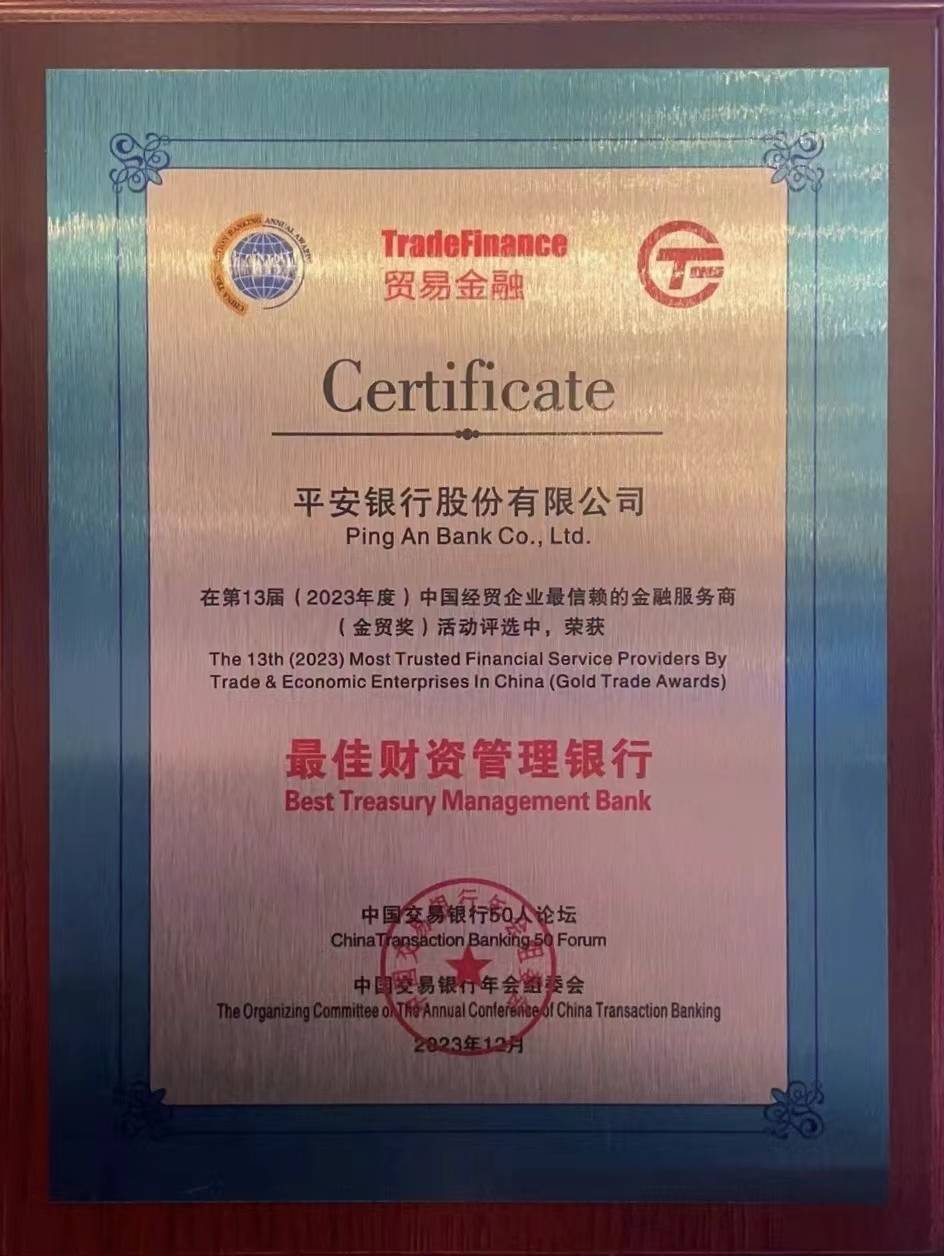 CHINA TRANSACTION BANKING ANNUAL AWARDS
TradeFinance
贸易金融
Certificate
平安银行股份有限公司
Ping An Bank Co., Ltd.
在第13届（2023年度）中国经贸企业最信赖的金融服务商
（金贸奖）活动评选中，荣获
The 13th (2023) Most Trusted Financial Service Providers By
Trade & Economic Enterprises In China (Gold Trade Awards)
最佳财资管理银行
Best Treasury Management Bank
中国交易银行50人论坛
China Transaction Banking 50 Forum
中国交易银行年会组委会
The Organizing Committee of The Annual Conference of China Transaction Banking
2023年12月